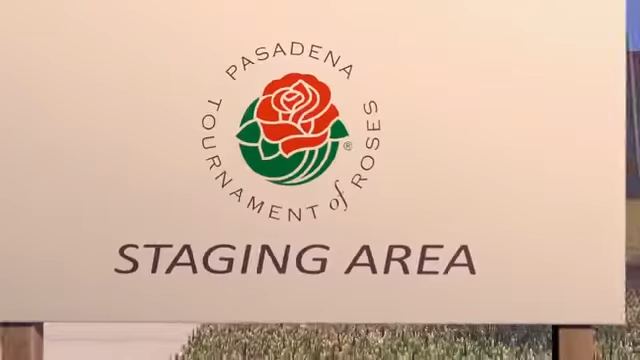 PASADENA
TOURNAMENT of ROSES
®
STAGING AREA